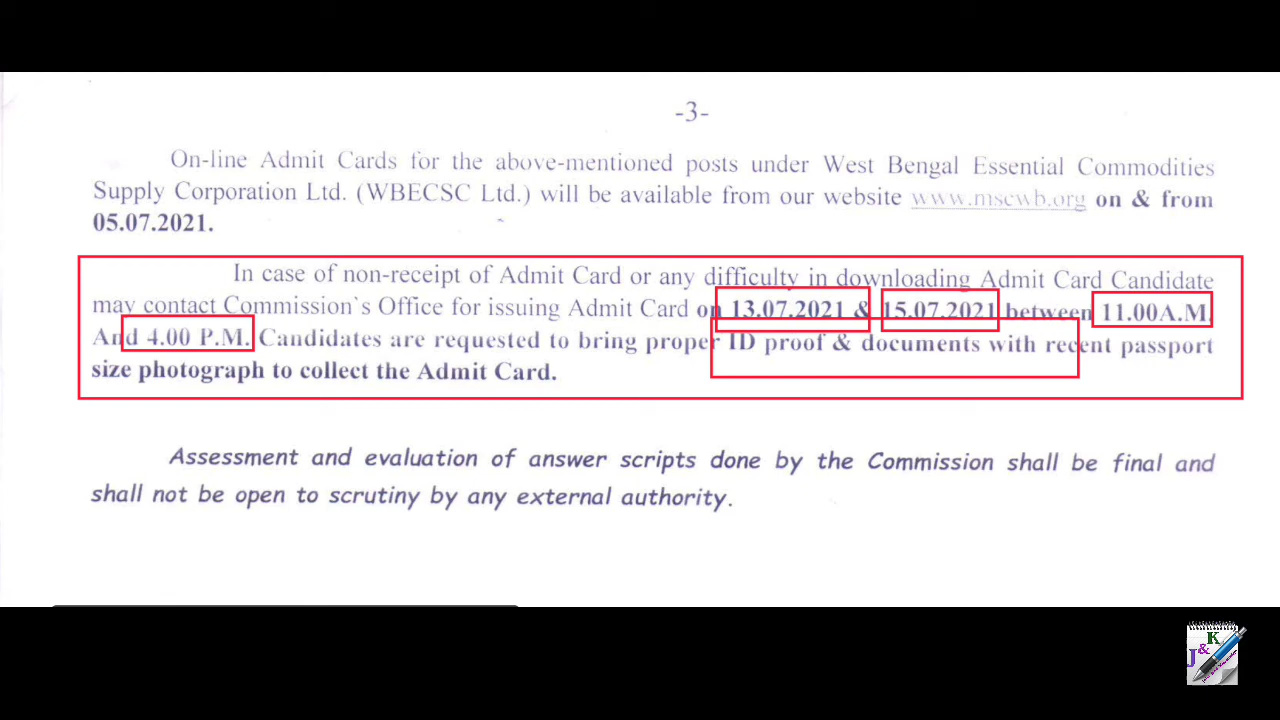 -3-
On-line Admit Cards for the above-mentioned posts under West Bengal Essential Commodities
Supply Corporation Ltd. (WBECSC Ltd.) will be available from our website www.mscwb.org on & from
05.07.2021.
In case of non-receipt of Admit Card or any difficulty in downloading Admit Card Candidate
may contact Commission`s Office for issuing Admit Card on 13.07.2021 & 15.07.2021 between 11.00A.M.
And 4.00 P.M. Candidates are requested to bring proper ID proof & documents with recent passport
size photograph to collect the Admit Card.
Assessment and evaluation of answer scripts done by the Commission shall be final and
shall not be open to scrutiny by any external authority.
J&K